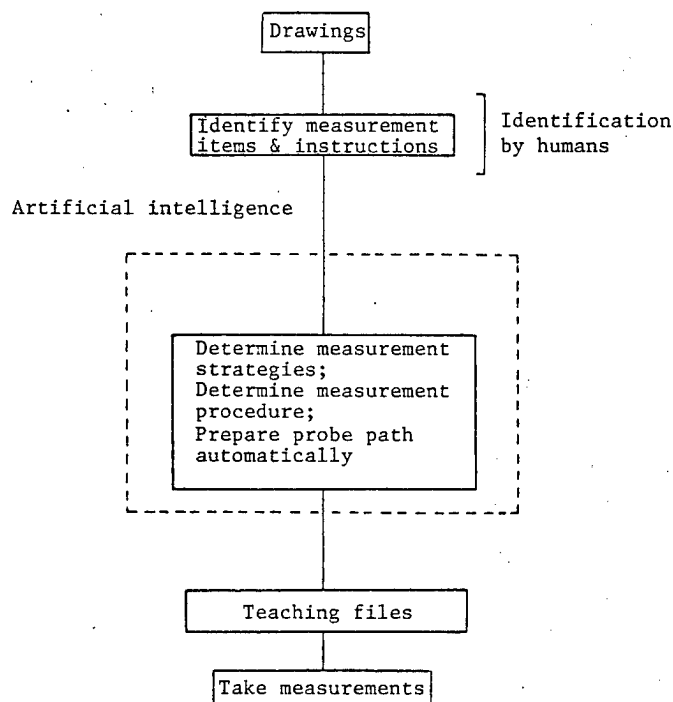 Drawings
Identify measurement
items & instructions
Identification
by humans
Artificial intelligence
Determine measurement
strategies;
Determine measurement
procedure;
Prepare probe path
automatically
Teaching files
Take measurements